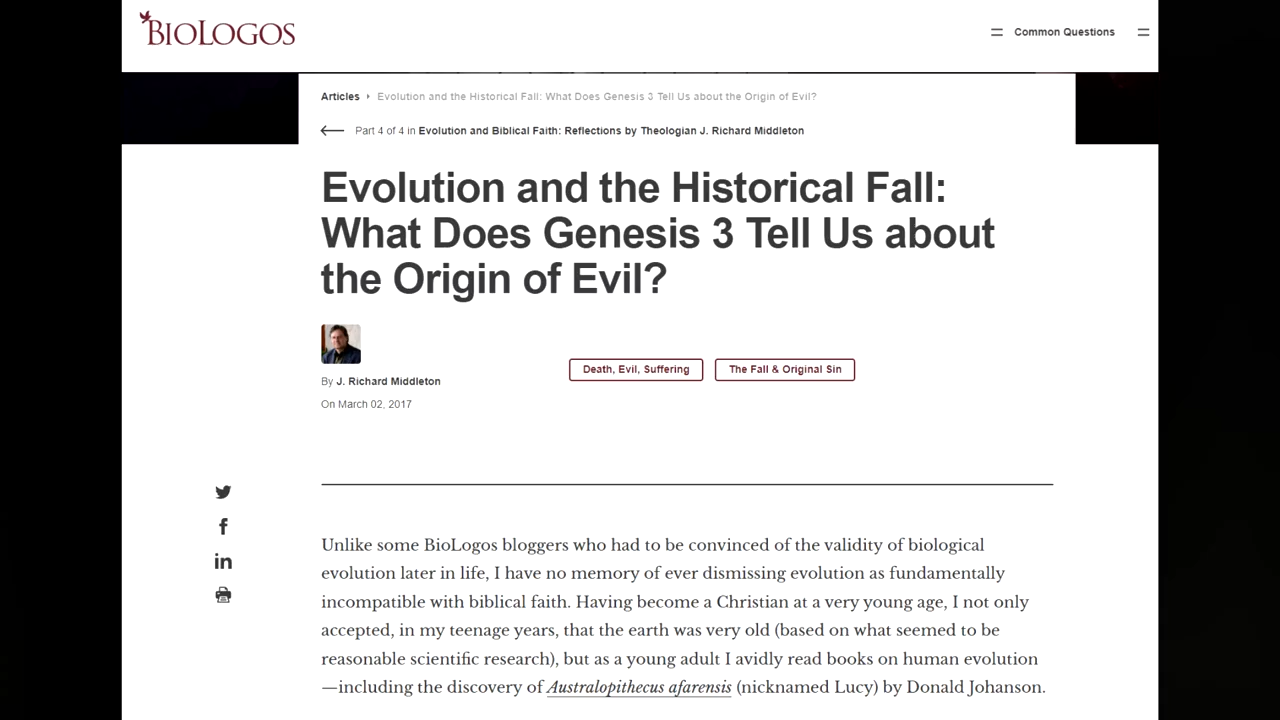 BIOLOGOS
Common Questions
Articles Evolution and the Historical Fall: What Does Genesis 3 Tell Us about the Origin of Evil?
Part 4 of 4 in Evolution and Biblical Faith: Reflections by Theologian J. Richard Middleton
Evolution and the Historical Fall:
What Does Genesis 3 Tell Us about
the Origin of Evil?
Death, Evil, Suffering
The Fall & Original Sin
By J. Richard Middleton
On March 02, 2017
Unlike some BioLogos bloggers who had to be convinced of the validity of biological
evolution later in life, I have no memory of ever dismissing evolution as fundamentally
incompatible with biblical faith. Having become a Christian at a very young age, I not only
accepted, in my teenage years, that the earth was very old (based on what seemed to be
reasonable scientific research), but as a young adult I avidly read books on human evolution
—including the discovery of Australopithecus afarensis (nicknamed Lucy) by Donald Johanson.